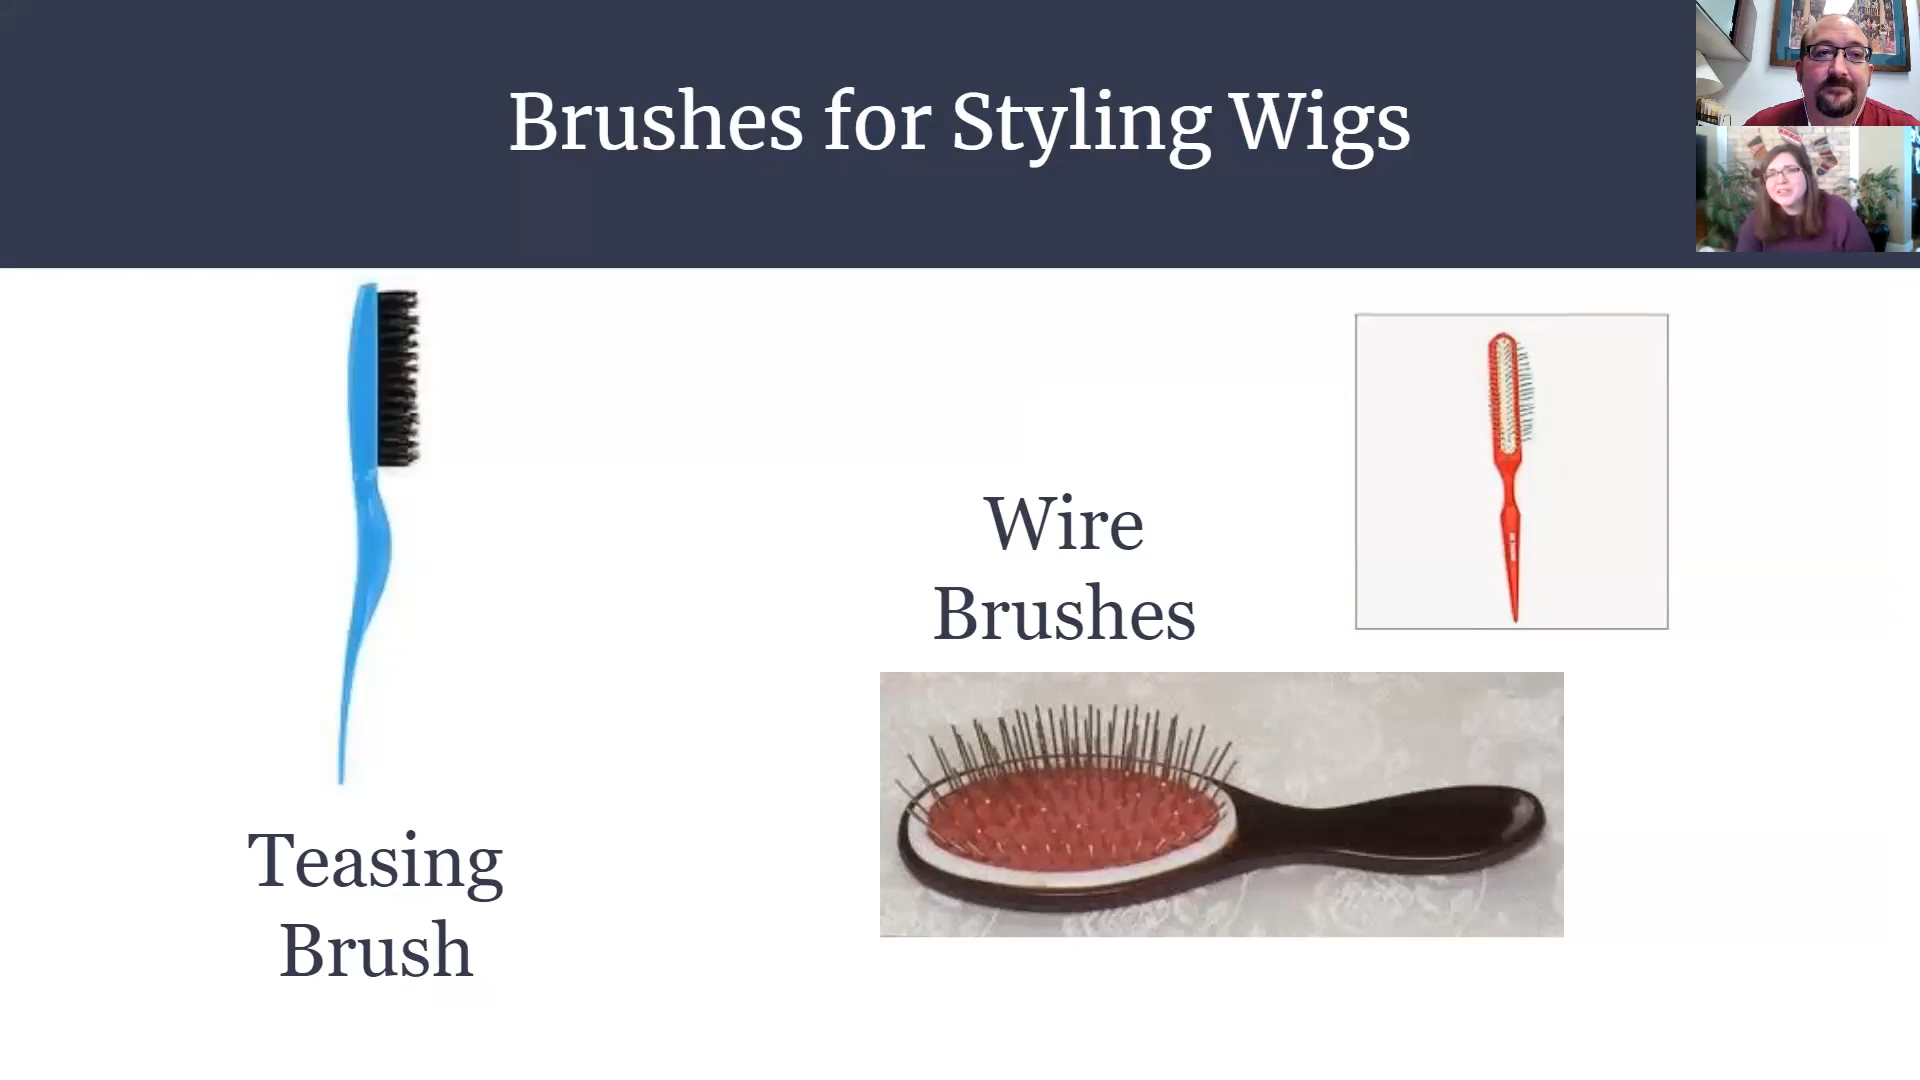 Brushes for Styling Wigs
Wire
Brushes
Teasing
Brush